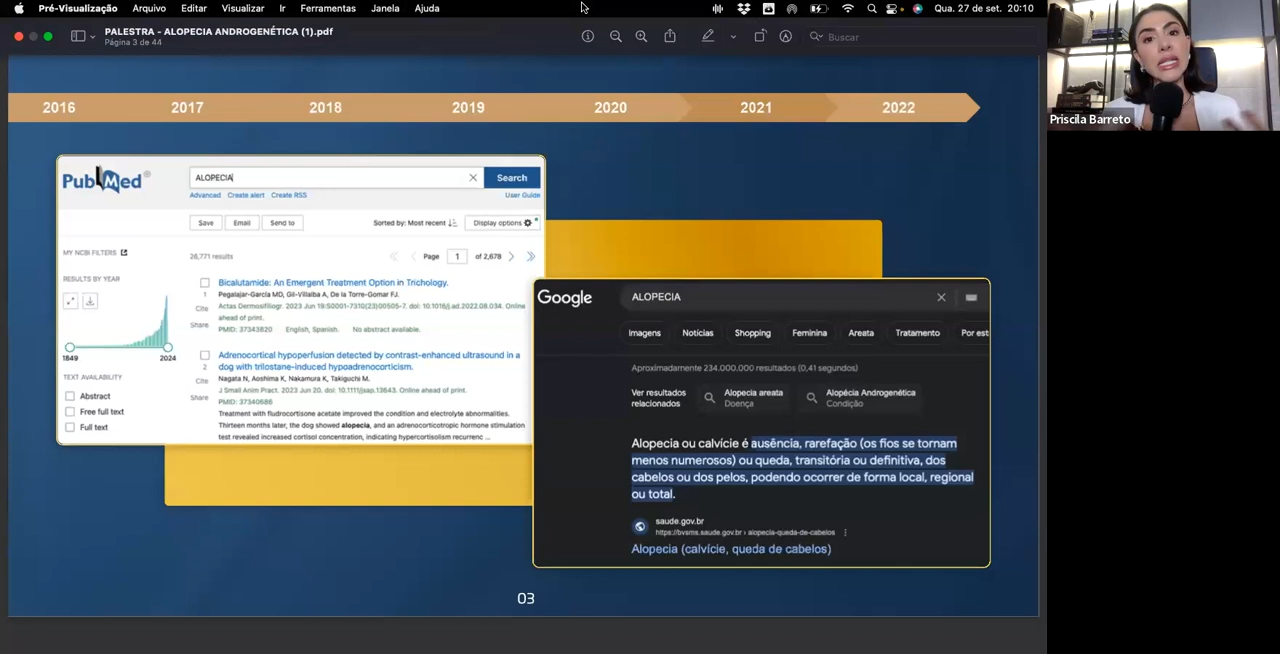 Pré-Visualização Arquivo Editar Visualizar Ir Ferramentas Janela Ajuda
Qua. 27 de set. 20:10
PALESTRA - ALOPECIA ANDROGENÉTICA (1).pdf
Página 3 de 44
Buscar
Priscila Barreto
2016 2017 2018 2019 2020 2021 2022
PubMed
ALOPECIA
Search
Advanced Create alert Create RSS
User Guide
Save Email Send to
Sorted by: Most recent
Display options
MY NCBI FILTERS
26,771 results
Page 1 of 2,678
RESULTS BY YEAR
1849 2024
TEXT AVAILABILITY
Abstract
Free full text
Full text
1
Cite
Share
Bicalutamide: An Emergent Treatment Option in Trichology.
Pegalajar-García MD, Gil-Villalba A, De la Torre-Gomar FJ.
Actas Dermosifiliogr. 2023 Jun 19:S0001-7310(23)00505-7. doi: 10.1016/j.ad.2022.08.034. Online
ahead of print.
PMID: 37343820 English, Spanish. No abstract available.
2
Cite
Share
Adrenocortical hypoperfusion detected by contrast-enhanced ultrasound in a
dog with trilostane-induced hypoadrenocorticism.
Nagata N, Aoshima K, Nakamura K, Takiguchi M.
J Small Anim Pract. 2023 Jun 20. doi: 10.1111/jsap.13643. Online ahead of print.
PMID: 37340686
Treatment with fludrocortisone acetate improved the condition and electrolyte abnormalities.
Thirteen months later, the dog showed alopecia, and an adrenocorticotropic hormone stimulation
test revealed increased cortisol concentration, indicating hypercortisolism recurrenc ...
Google
ALOPECIA
Imagens Notícias Shopping Feminina Areata Tratamento Por est
Aproximadamente 234.000.000 resultados (0,41 segundos)
Ver resultados
relacionados
Alopecia areata
Doença
Alopécia Androgenética
Condição
Alopecia ou calvície é ausência, rarefação (os fios se tornam
menos numerosos) ou queda, transitória ou definitiva, dos
cabelos ou dos pelos, podendo ocorrer de forma local, regional
ou total.
saude.gov.br
https://bvsms.saude.gov.br › alopecia-queda-de-cabelos
Alopecia (calvície, queda de cabelos)
03